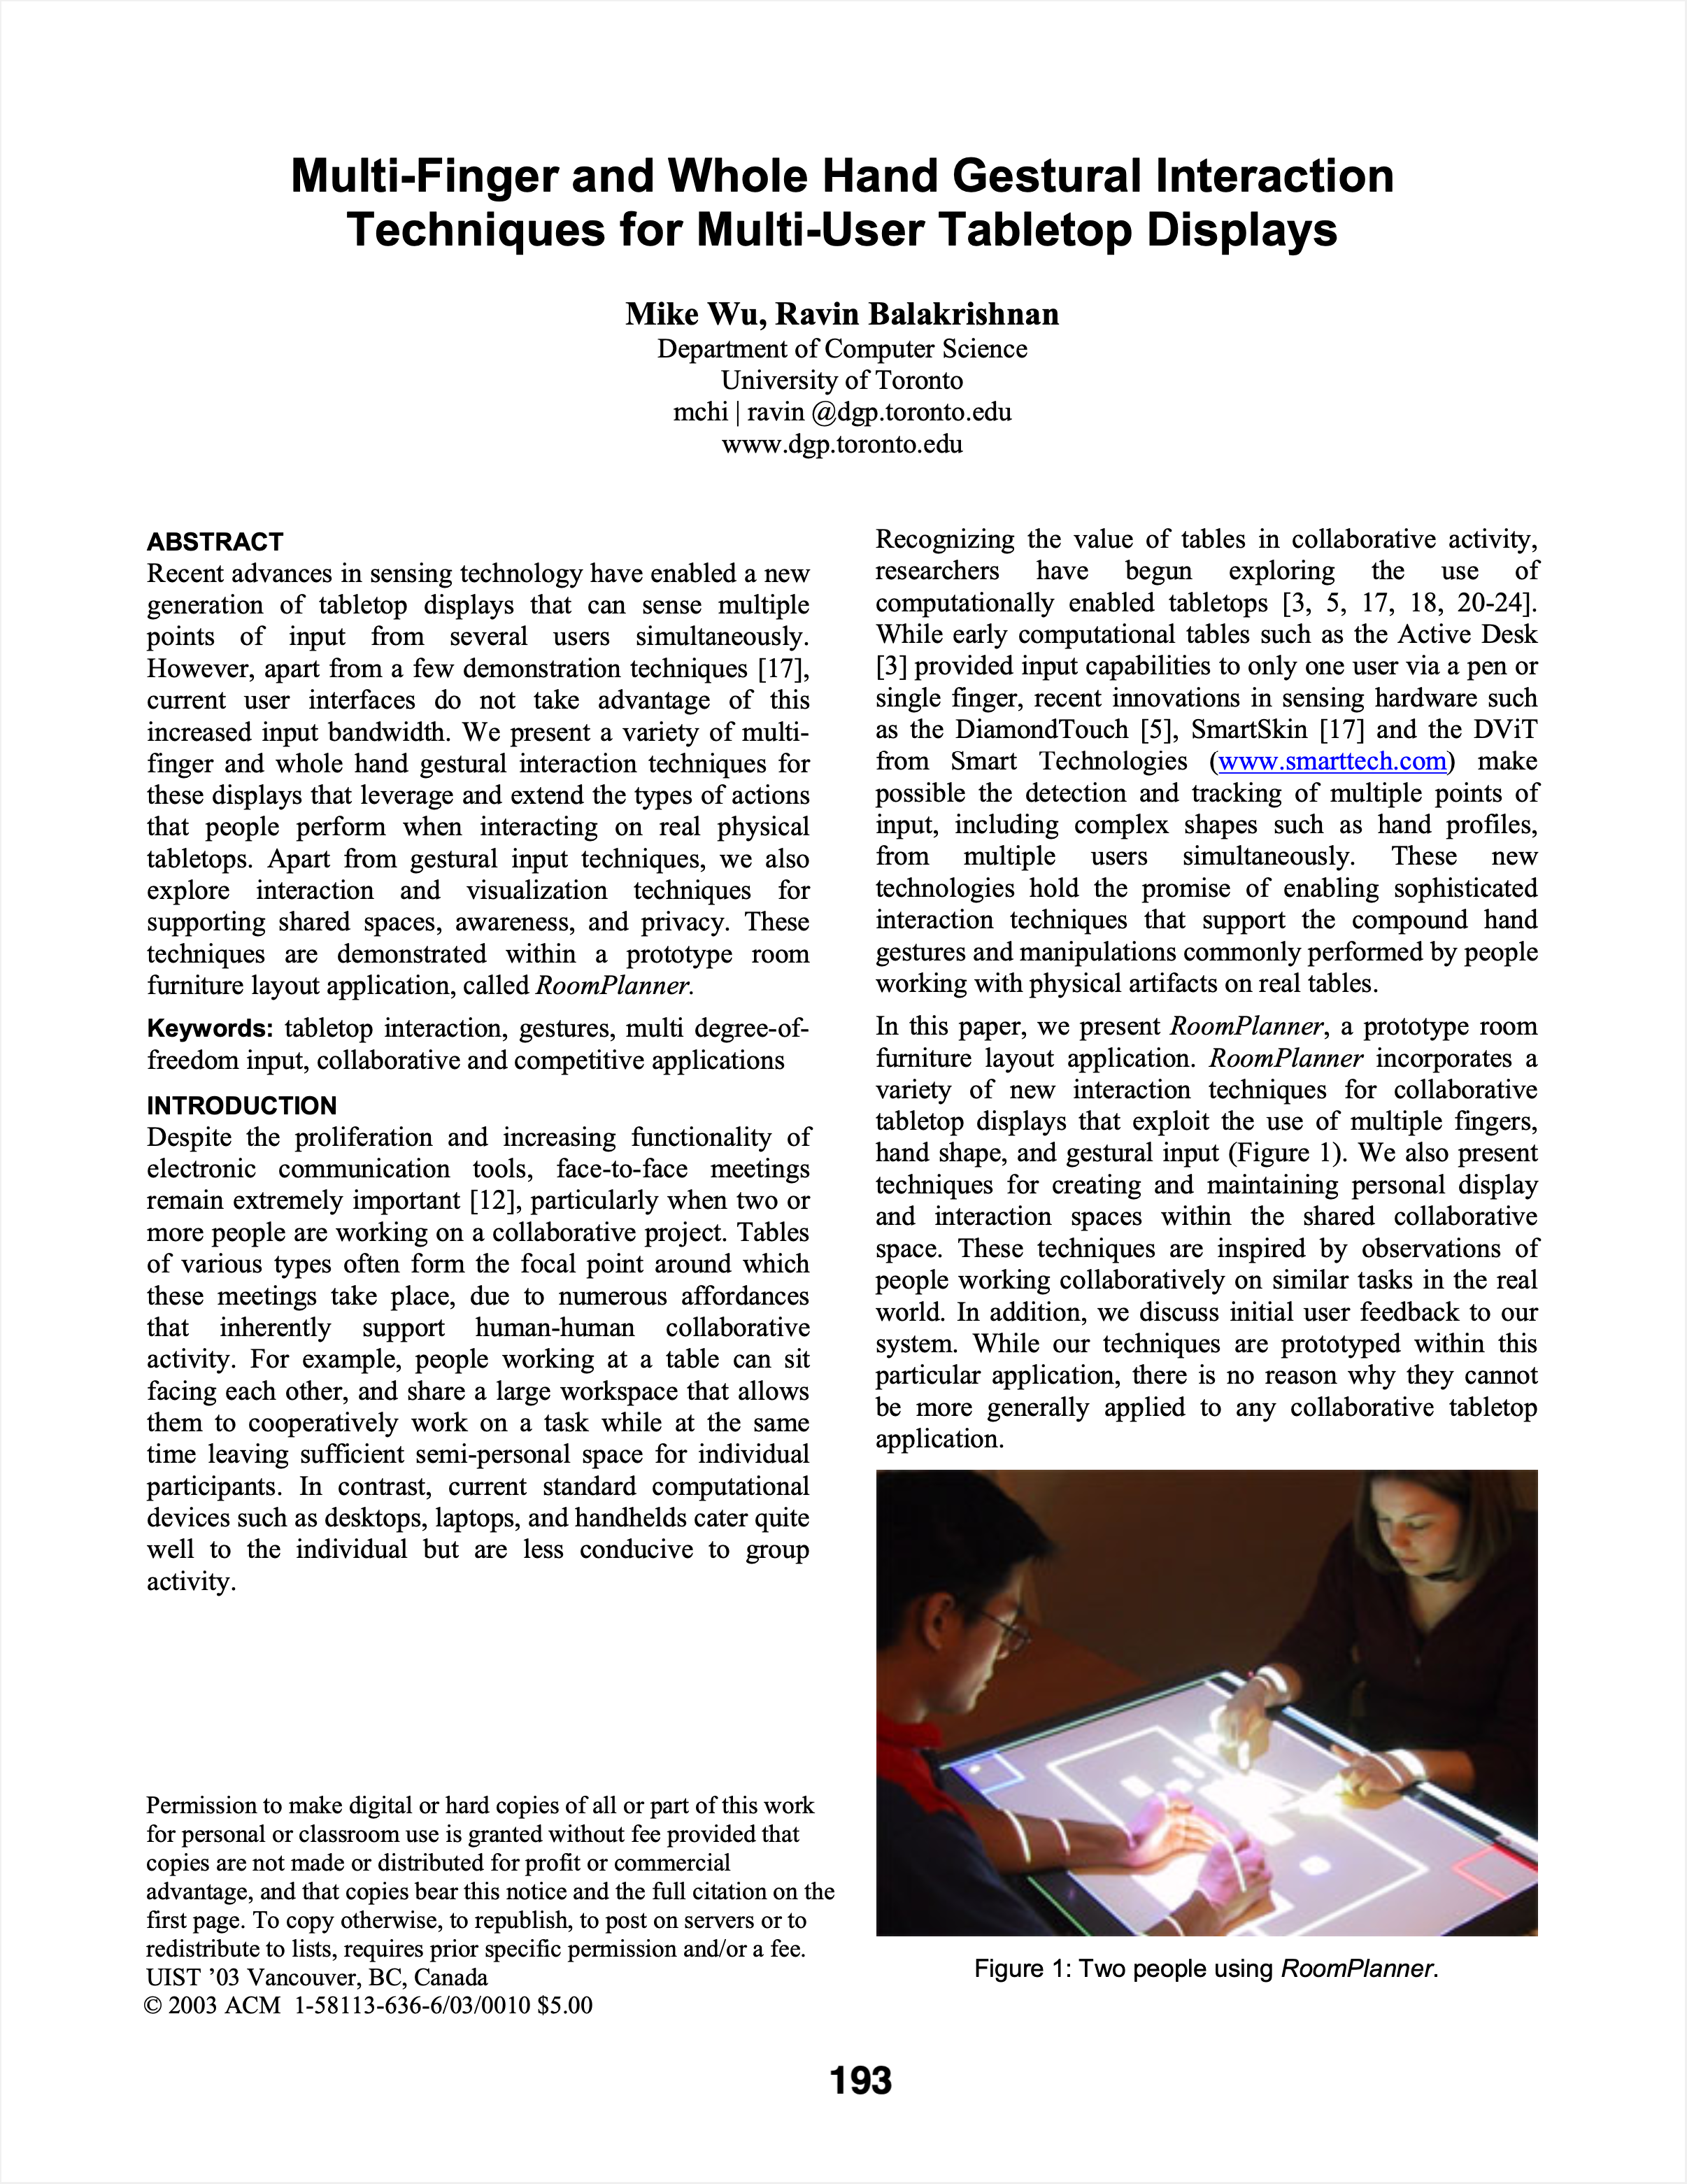 Multi-Finger and Whole Hand Gestural Interaction
Techniques for Multi-User Tabletop Displays
Mike Wu, Ravin Balakrishnan
Department of Computer Science
University of Toronto
mchi | ravin @dgp.toronto.edu
www.dgp.toronto.edu
ABSTRACT
Recent advances in sensing technology have enabled a new
generation of tabletop displays that can sense multiple
points of input from several users simultaneously.
However, apart from a few demonstration techniques [17],
current user interfaces do not take advantage of this
increased input bandwidth. We present a variety of multi-
finger and whole hand gestural interaction techniques for
these displays that leverage and extend the types of actions
that people perform when interacting on real physical
tabletops. Apart from gestural input techniques, we also
explore interaction and visualization techniques for
supporting shared spaces, awareness, and privacy. These
techniques are demonstrated within a prototype room
furniture layout application, called RoomPlanner.
Keywords: tabletop interaction, gestures, multi degree-of-
freedom input, collaborative and competitive applications
INTRODUCTION
Despite the proliferation and increasing functionality of
electronic communication tools, face-to-face meetings
remain extremely important [12], particularly when two or
more people are working on a collaborative project. Tables
of various types often form the focal point around which
these meetings take place, due to numerous affordances
that inherently support human-human collaborative
activity. For example, people working at a table can sit
facing each other, and share a large workspace that allows
them to cooperatively work on a task while at the same
time leaving sufficient semi-personal space for individual
participants. In contrast, current standard computational
devices such as desktops, laptops, and handhelds cater quite
well to the individual but are less conducive to group
activity.
Permission to make digital or hard copies of all or part of this work
for personal or classroom use is granted without fee provided that
copies are not made or distributed for profit or commercial
advantage, and that copies bear this notice and the full citation on the
first page. To copy otherwise, to republish, to post on servers or to
redistribute to lists, requires prior specific permission and/or a fee.
UIST ’03 Vancouver, BC, Canada
© 2003 ACM 1-58113-636-6/03/0010 $5.00
Recognizing the value of tables in collaborative activity,
researchers have begun exploring the use of
computationally enabled tabletops [3, 5, 17, 18, 20-24].
While early computational tables such as the Active Desk
[3] provided input capabilities to only one user via a pen or
single finger, recent innovations in sensing hardware such
as the DiamondTouch [5], SmartSkin [17] and the DViT
from Smart Technologies (www.smarttech.com) make
possible the detection and tracking of multiple points of
input, including complex shapes such as hand profiles,
from multiple users simultaneously. These new
technologies hold the promise of enabling sophisticated
interaction techniques that support the compound hand
gestures and manipulations commonly performed by people
working with physical artifacts on real tables.
In this paper, we present RoomPlanner, a prototype room
furniture layout application. RoomPlanner incorporates a
variety of new interaction techniques for collaborative
tabletop displays that exploit the use of multiple fingers,
hand shape, and gestural input (Figure 1). We also present
techniques for creating and maintaining personal display
and interaction spaces within the shared collaborative
space. These techniques are inspired by observations of
people working collaboratively on similar tasks in the real
world. In addition, we discuss initial user feedback to our
system. While our techniques are prototyped within this
particular application, there is no reason why they cannot
be more generally applied to any collaborative tabletop
application.
Figure 1: Two people using RoomPlanner.
193